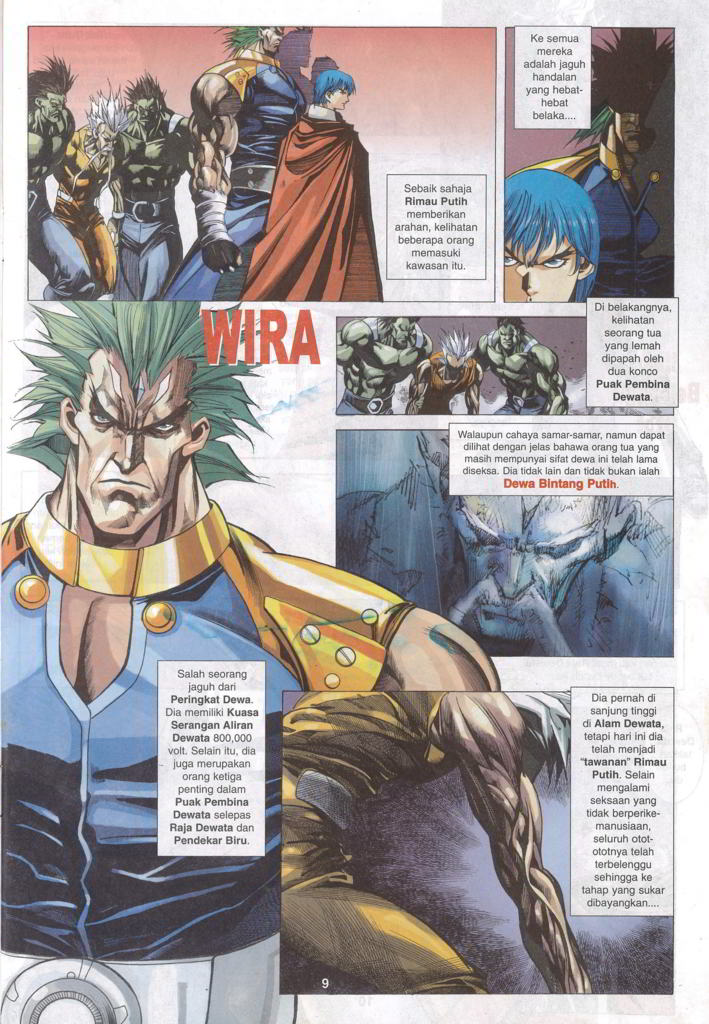 Sebaik sahaja
Rimau Putih
memberikan
arahan, kelihatan
beberapa orang
memasuki
kawasan itu.
Ke semua
mereka
adalah jaguh
handalan
yang hebat-
hebat
belaka....
WIRA
Di belakangnya,
kelihatan
seorang tua
yang lemah
dipapah oleh
dua konco
Puak Pembina
Dewata.
Walaupun cahaya samar-samar, namun dapat
dilihat dengan jelas bahawa orang tua yang
masih mempunyai sifat dewa ini telah lama
diseksa. Dia tidak lain dan tidak bukan ialah
Dewa Bintang Putih.
Salah seorang
jaguh dari
Peringkat Dewa.
Dia memiliki Kuasa
Serangan Aliran
Dewata 800,000
volt. Selain itu, dia
juga merupakan
orang ketiga
penting dalam
Puak Pembina
Dewata selepas
Raja Dewata dan
Pendekar Biru.
Dia pernah di
sanjung tinggi
di Alam Dewata,
tetapi hari ini dia
telah menjadi
“tawanan” Rimau
Putih. Selain
mengalami
seksaan yang
tidak berperike-
manusiaan,
seluruh otot-
ototnya telah
terbelenggu
sehingga ke
tahap yang sukar
dibayangkan....
9